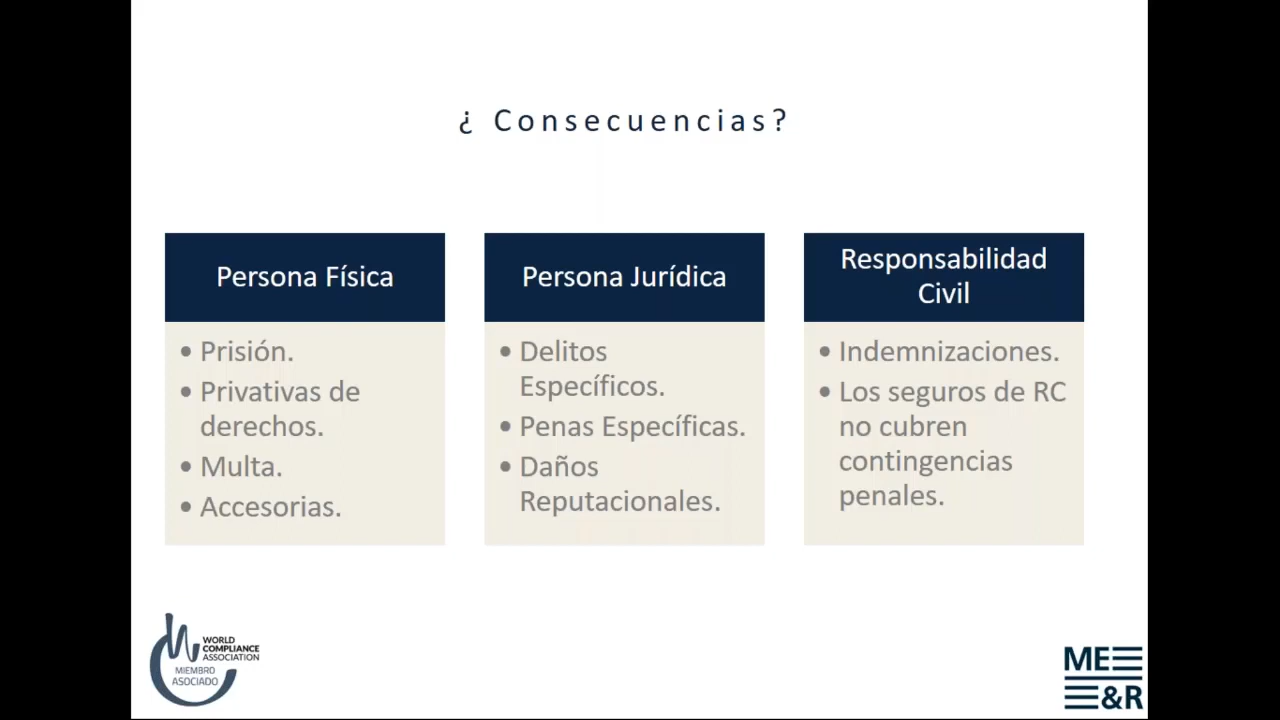 ¿ Consecuencias?
Persona Física
• Prisión.
• Privativas de
derechos.
• Multa.
• Accesorias.
Persona Jurídica
• Delitos
Específicos.
• Penas Específicas.
• Daños
Reputacionales.
Responsabilidad
Civil
• Indemnizaciones.
• Los seguros de RC
no cubren
contingencias
penales.
WORLD
COMPLIANCE
ASSOCIATION
MIEMBRO
ASOCIADO
ME
&R